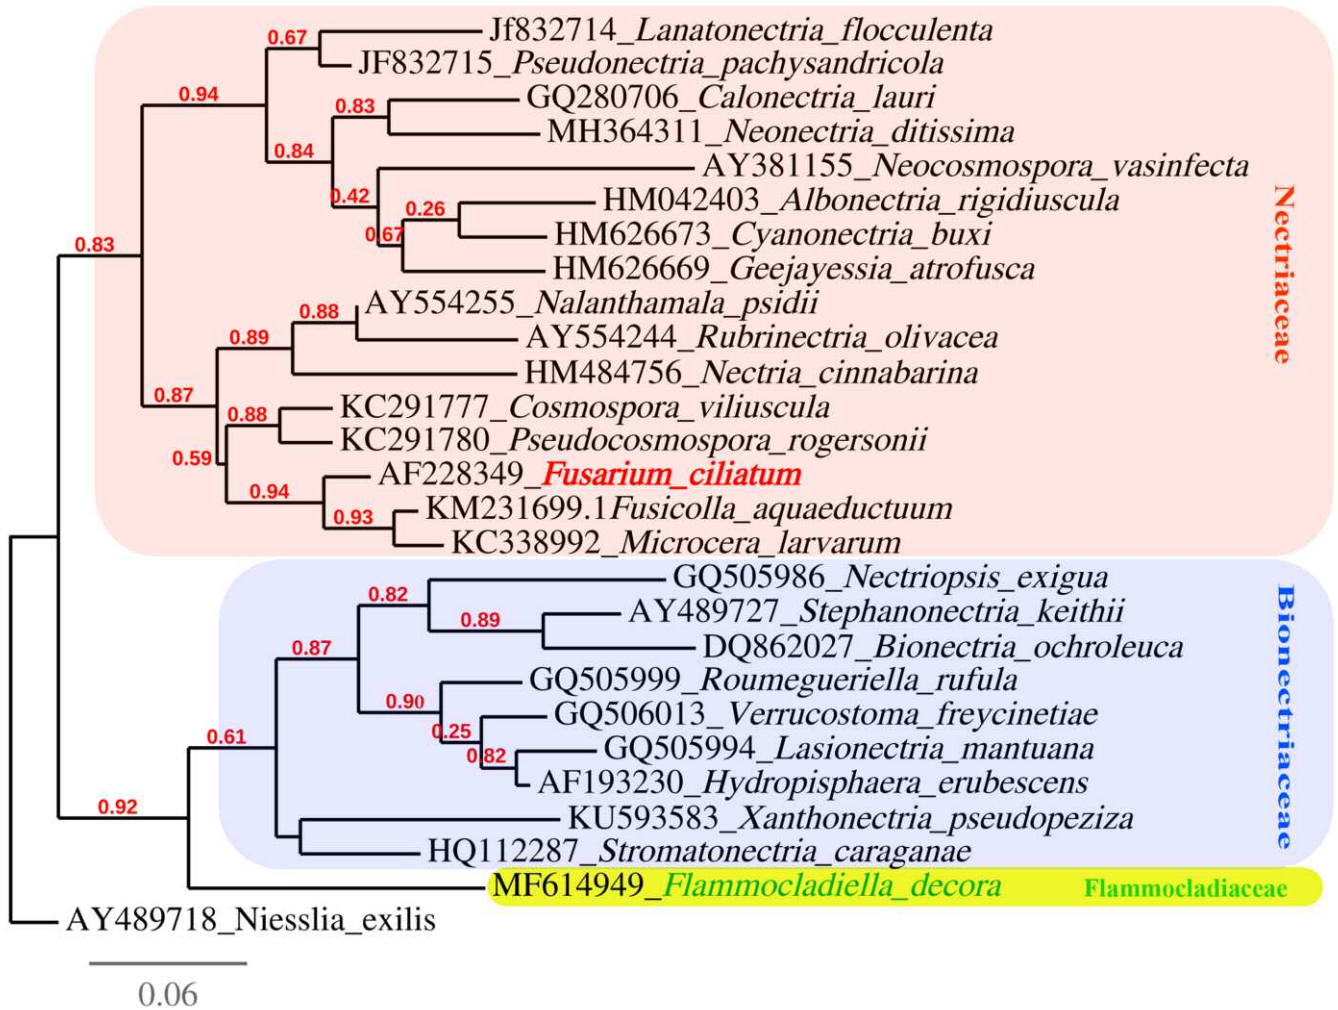 0.67
Jf832714_Lanatonectria_flocculenta
JF832715_Pseudonectria_pachysandricola
0.94
0.83
GQ280706_Calonectria_lauri
MH364311_Neonectria_ditissima
0.84
AY381155_Neocosmospora_vasinfecta
0.42
0.26
HM042403_Albonectria_rigidiuscula
0.67
HM626673_Cyanonectria_buxi
HM626669_Geejayessia_atrofusca
0.83
0.88
AY554255_Nalanthamala_psidii
0.89
AY554244_Rubrinectria_olivacea
HM484756_Nectria_cinnabarina
0.87
0.88
KC291777_Cosmospora_viliuscula
KC291780_Pseudocosmospora_rogersonii
0.59
AF228349_Fusarium_ciliatum
0.94
0.93
KM231699.1Fusicolla_aquaeductuum
KC338992_Microcera_larvarum
Nectriaceae
0.82
GQ505986_Nectriopsis_exigua
0.89
AY489727_Stephanonectria_keithii
DQ862027_Bionectria_ochroleuca
0.87
0.90
GQ505999_Roumegueriella_rufula
0.25
GQ506013_Verrucostoma_freycinetiae
0.82
GQ505994_Lasionectria_mantuana
AF193230_Hydropisphaera_erubescens
0.61
KU593583_Xanthonectria_pseudopeziza
HQ112287_Stromatonectria_caraganae
Bionectriaceae
0.92
MF614949_Flammocladiella_decora
Flammocladiaceae
AY489718_Niesslia_exilis
0.06